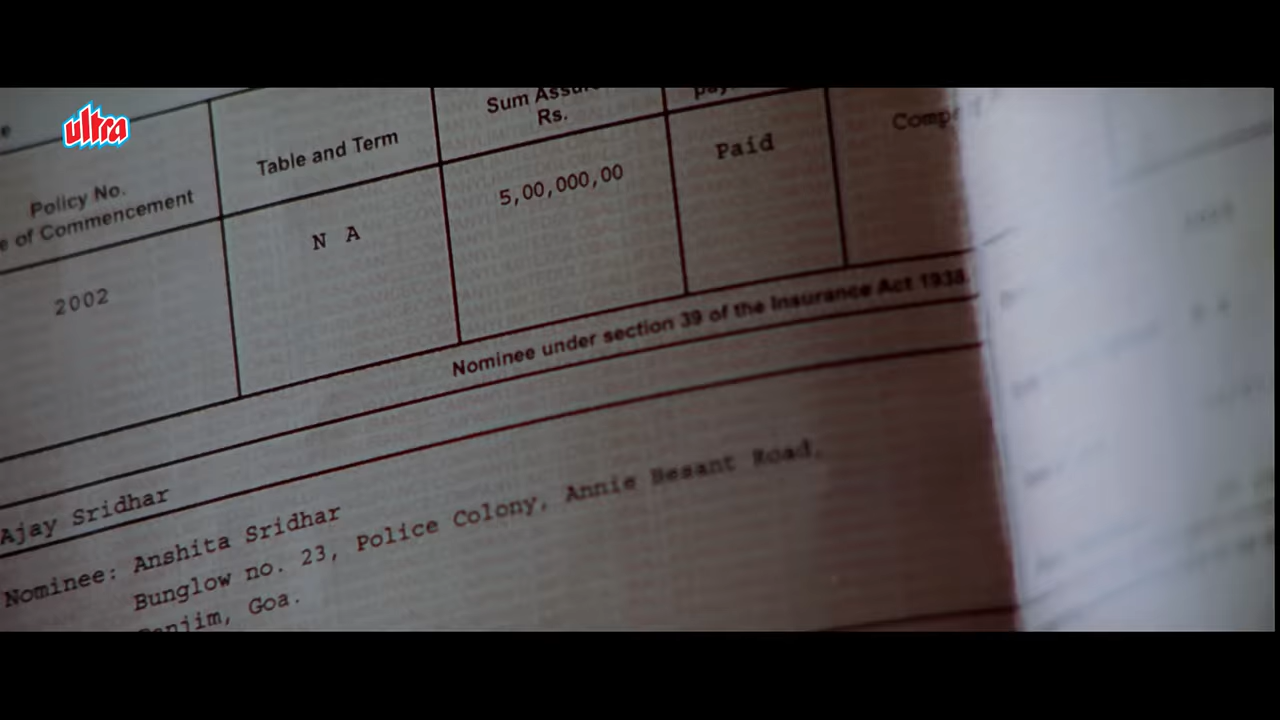 ultra
Policy No.
of Commencement
Table and Term
Sum
Rs.
2002
N A
5,00,000,00
Paid
Nominee under section 39 of the Insurance Act 1938.
Ajay Sridhar
Nominee: Anshita Sridhar
Bunglow no. 23, Police Colony, Annie Besant Road,
Goa.